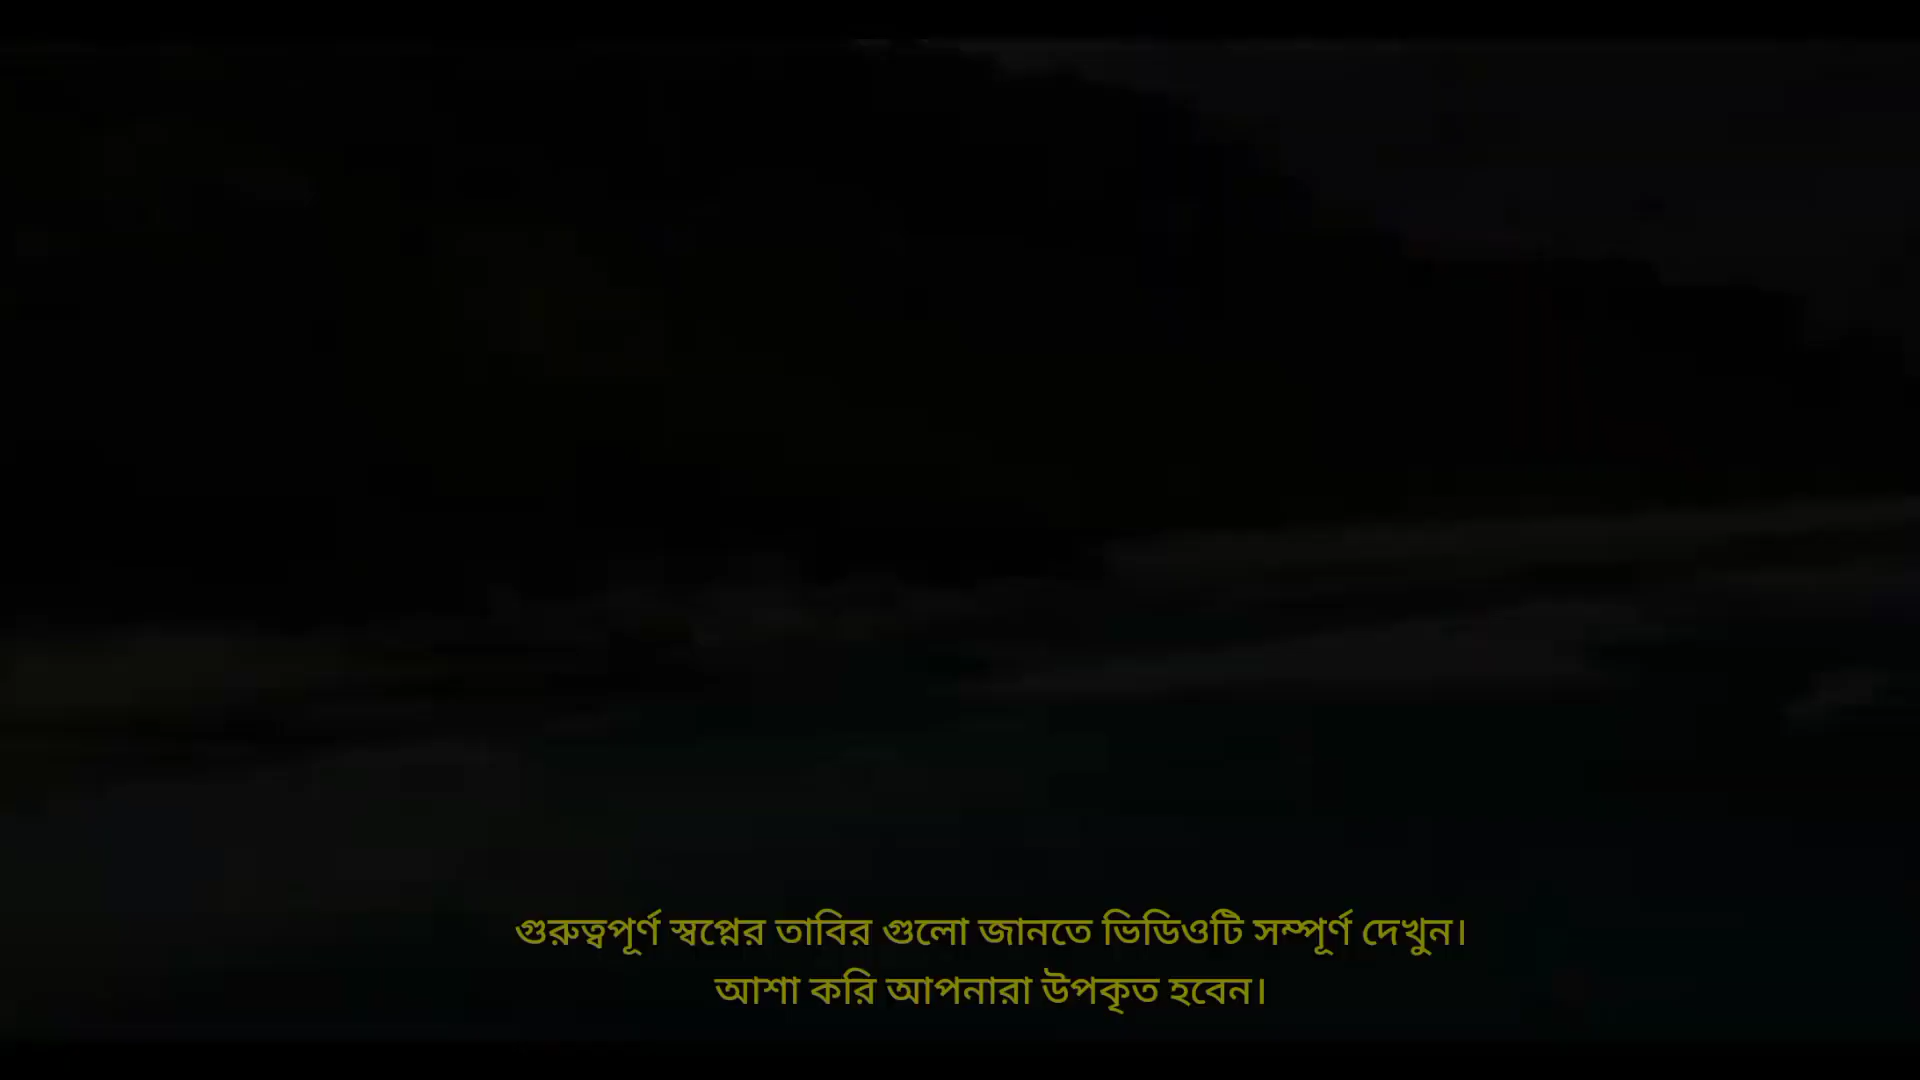 গুরুত্বপূর্ণ স্বপ্নের তাবির গুলো জানতে ভিডিওটি সম্পূর্ণ দেখুন।
আশা করি আপনারা উপকৃত হবেন।